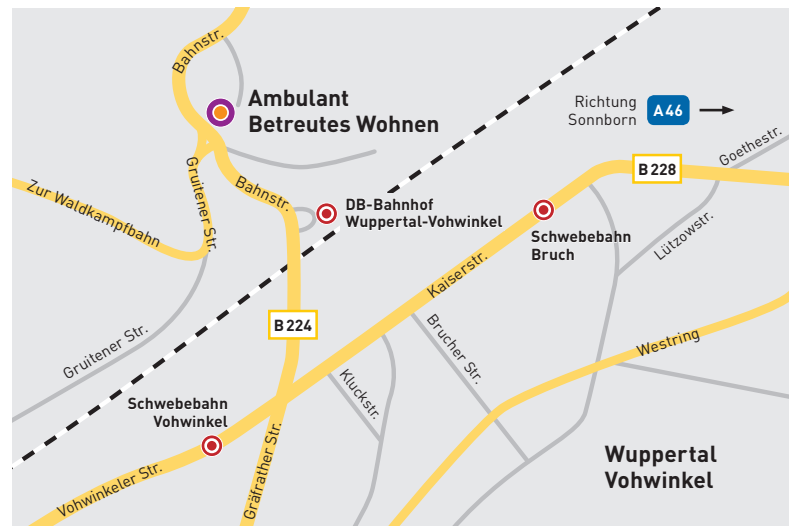 Bahnstr.
Ambulant
Betreutes Wohnen
Richtung
Sonnborn
A46
Goethestr.
B 228
Gruitener Str.
Zur Waldkampfbahn
Bahnstr.
DB-Bahnhof
Wuppertal-Vohwinkel
Schwebebahn
Bruch
Lützowstr.
Kaiserstr.
B 224
Gruitener Str.
Brucher Str.
Westring
Kluckstr.
Schwebebahn
Vohwinkel
Gräfrather Str.
Vohwinkeler Str.
Wuppertal
Vohwinkel